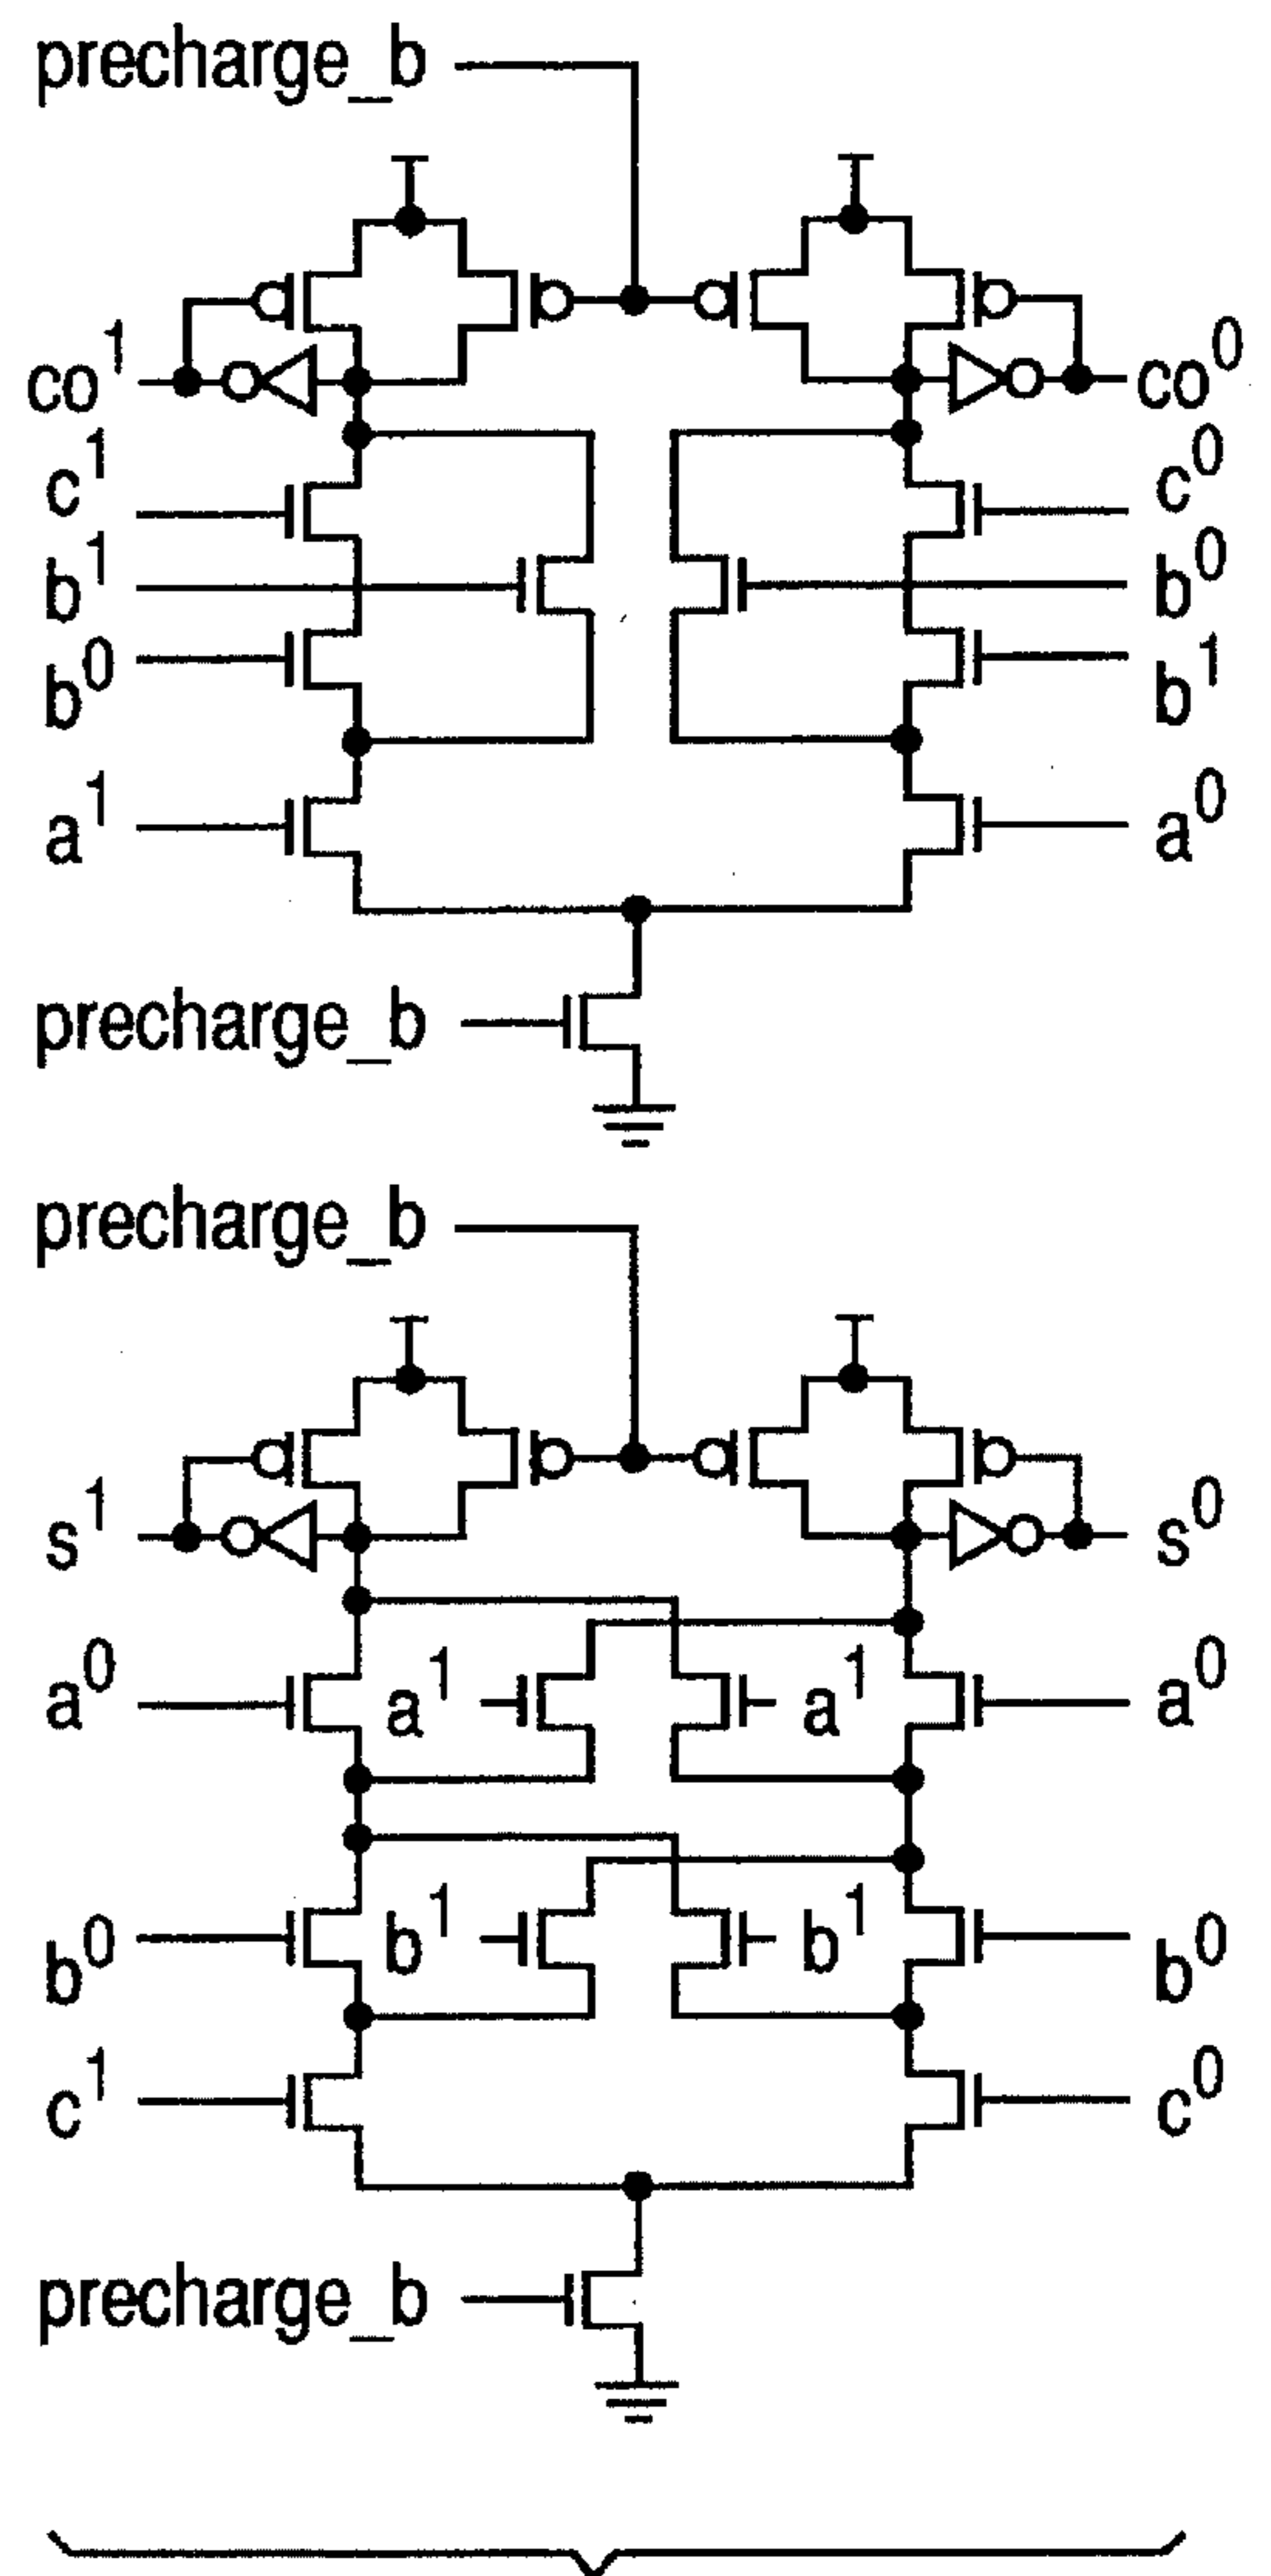 precharge_b
co¹ co⁰
c¹ c⁰
b¹ b⁰
b⁰ b¹
a¹ a⁰
precharge_b
precharge_b
s¹ s⁰
a⁰ a¹ a¹ a⁰
b⁰ b¹ b¹ b⁰
c¹ c⁰
precharge_b